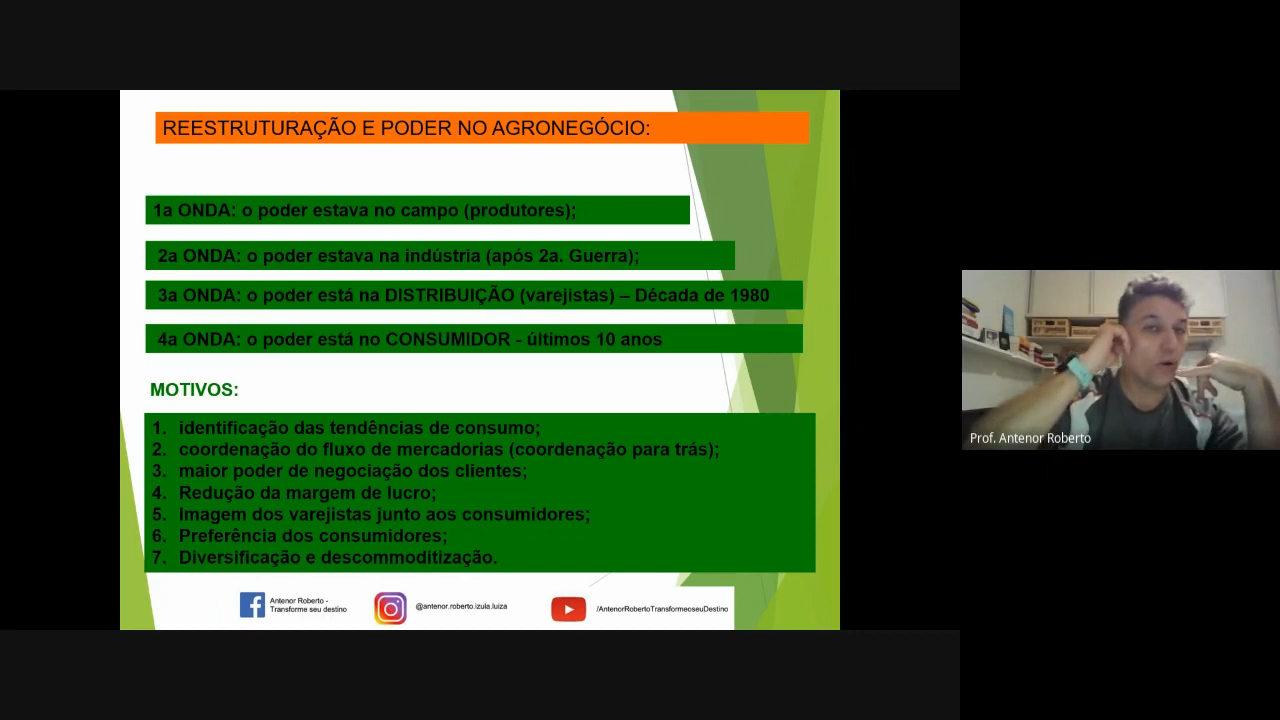 REESTRUTURAÇÃO E PODER NO AGRONEGÓCIO:
1a ONDA: o poder estava no campo (produtores);
2a ONDA: o poder estava na indústria (após 2a. Guerra);
3a ONDA: o poder está na DISTRIBUIÇÃO (varejistas) – Década de 1980
4a ONDA: o poder está no CONSUMIDOR - últimos 10 anos
MOTIVOS:
1. identificação das tendências de consumo;
2. coordenação do fluxo de mercadorias (coordenação para trás);
3. maior poder de negociação dos clientes;
4. Redução da margem de lucro;
5. Imagem dos varejistas junto aos consumidores;
6. Preferência dos consumidores;
7. Diversificação e descommoditização.
Antenor Roberto -
Transforme seu destino
@antenor.roberto.izula.luiza
/AntenorRobertoTransformeoseuDestino
Prof. Antenor Roberto